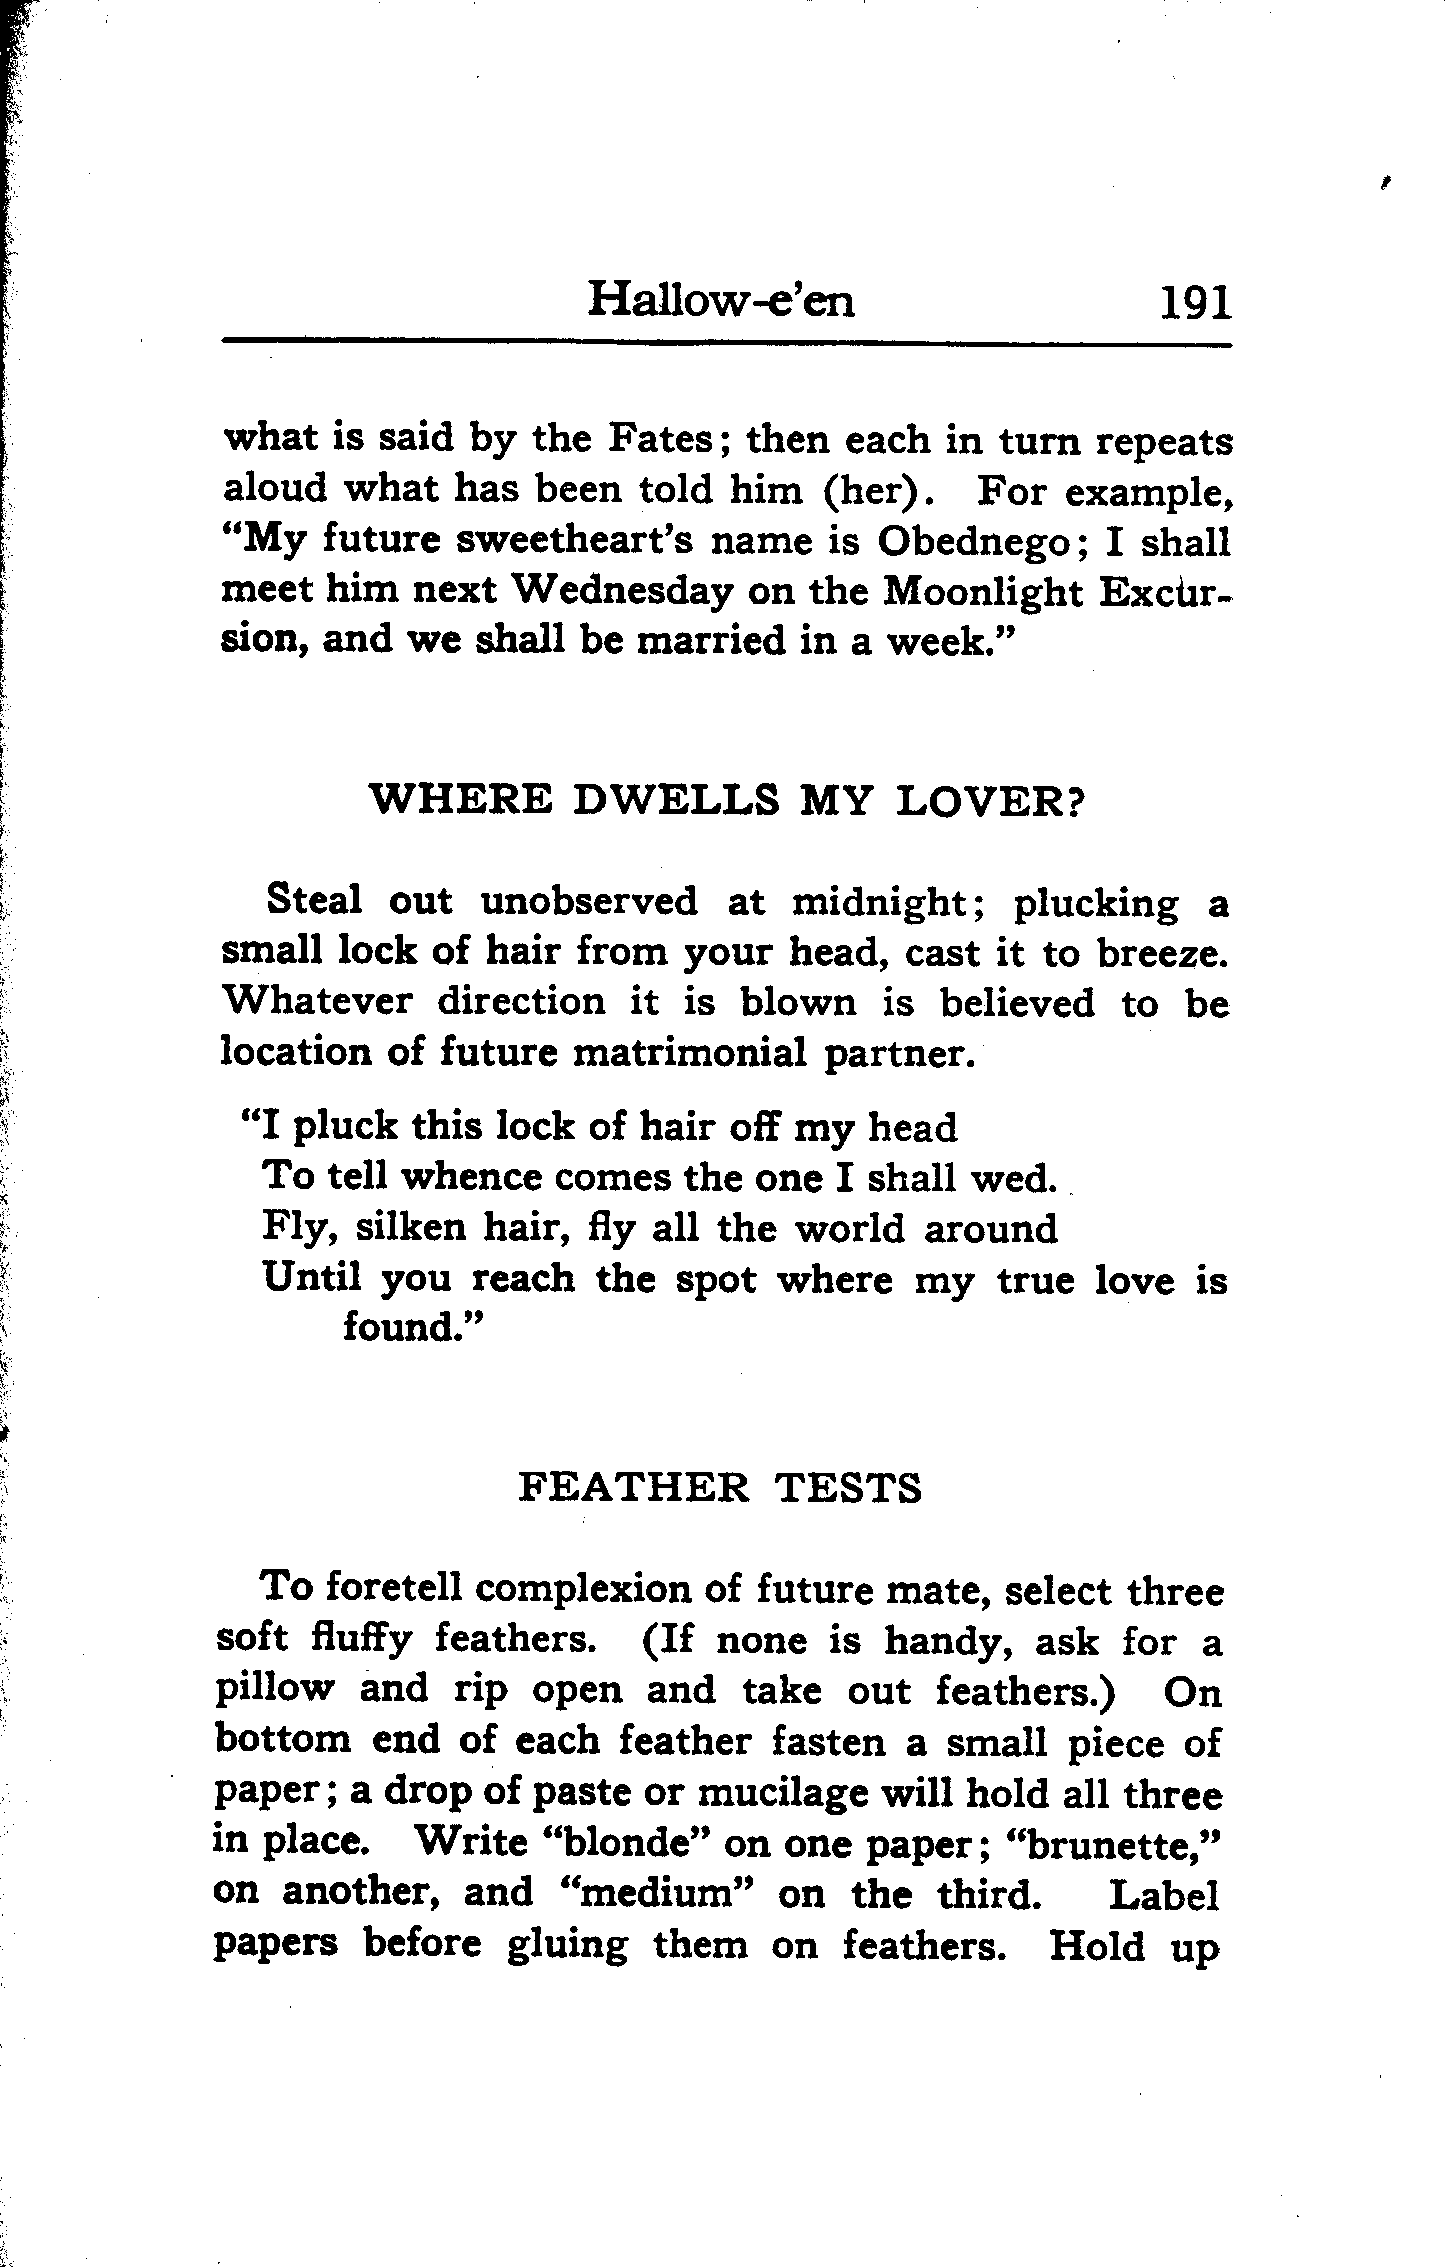 Hallow-e'en 191
what is said by the Fates; then each in turn repeats
aloud what has been told him (her). For example,
“My future sweetheart's name is Obednego; I shall
meet him next Wednesday on the Moonlight Excur-
sion, and we shall be married in a week.”
WHERE DWELLS MY LOVER?
Steal out unobserved at midnight; plucking a
small lock of hair from your head, cast it to breeze.
Whatever direction it is blown is believed to be
location of future matrimonial partner.
“I pluck this lock of hair off my head
To tell whence comes the one I shall wed.
Fly, silken hair, fly all the world around
Until you reach the spot where my true love is
found.”
FEATHER TESTS
To foretell complexion of future mate, select three
soft fluffy feathers. (If none is handy, ask for a
pillow and rip open and take out feathers.) On
bottom end of each feather fasten a small piece of
paper; a drop of paste or mucilage will hold all three
in place. Write “blonde” on one paper; “brunette,”
on another, and “medium” on the third. Label
papers before gluing them on feathers. Hold up